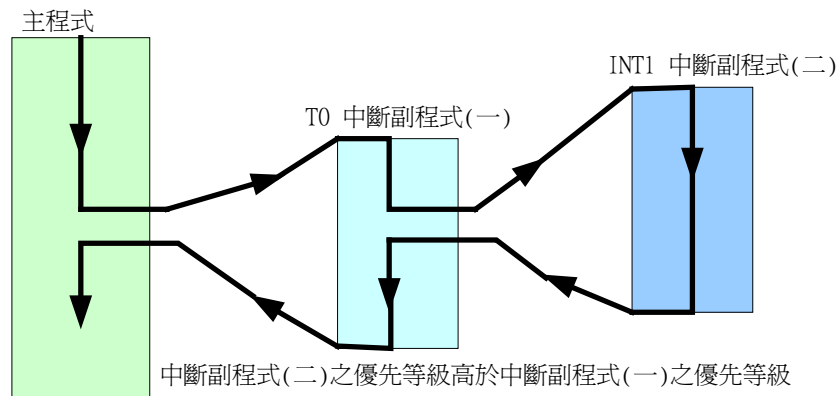 主程式
INT1 中斷副程式(二)
T0 中斷副程式(一)
中斷副程式(二)之優先等級高於中斷副程式(一)之優先等級